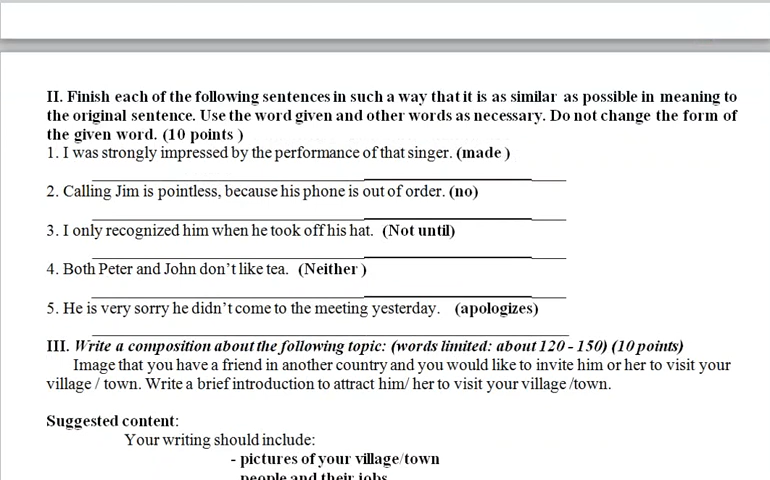 II. Finish each of the following sentences in such a way that it is as similar as possible in meaning to
the original sentence. Use the word given and other words as necessary. Do not change the form of
the given word. (10 points )
1. I was strongly impressed by the performance of that singer. (made )
2. Calling Jim is pointless, because his phone is out of order. (no)
3. I only recognized him when he took off his hat. (Not until)
4. Both Peter and John don't like tea. (Neither )
5. He is very sorry he didn't come to the meeting yesterday. (apologizes)
III. Write a composition about the following topic: (words limited: about 120 - 150) (10 points)
Image that you have a friend in another country and you would like to invite him or her to visit your
village / town. Write a brief introduction to attract him/ her to visit your village /town.
Suggested content:
Your writing should include:
- pictures of your village/town
people and their jobs